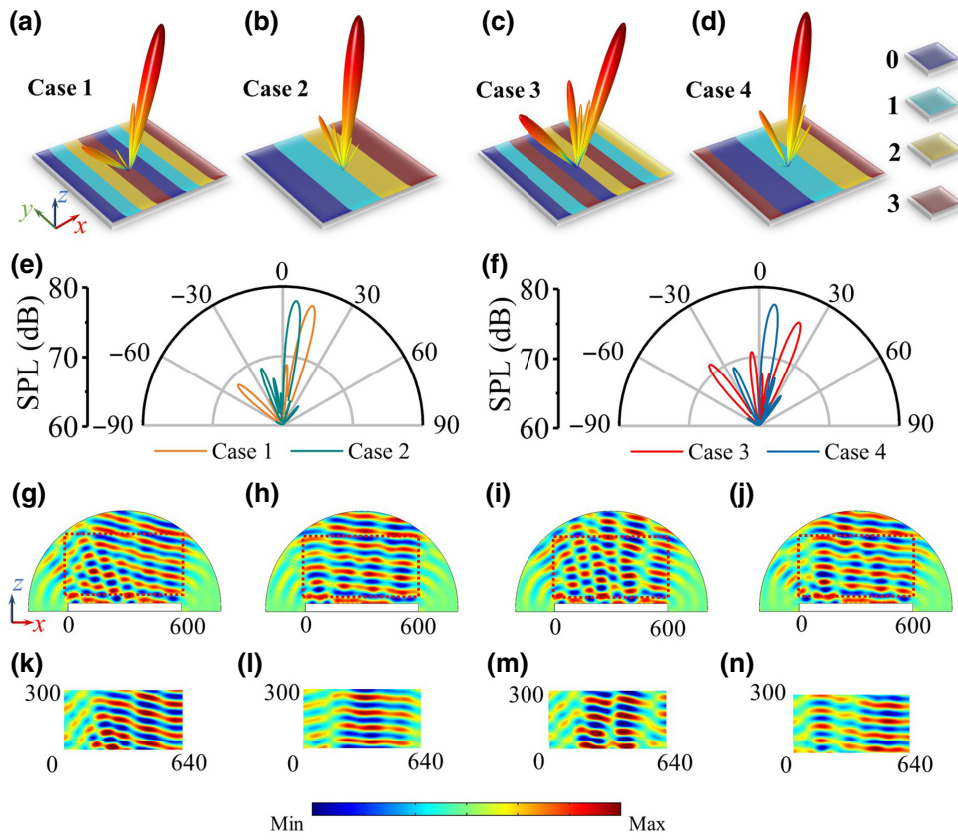 (a) (b) (c) (d)
Case 1 Case 2 Case 3 Case 4
0
1
2
3
z
y
x
(e) (f)
SPL (dB)
80
70
60
0
−30 30
−60 60
−90 90
Case 1 Case 2
SPL (dB)
80
70
60
0
−30 30
−60 60
−90 90
Case 3 Case 4
(g) (h) (i) (j)
z
x
0 600 0 600 0 600 0 600
(k) (l) (m) (n)
300 300 300 300
0 640 0 640 0 640 0 640
Min Max